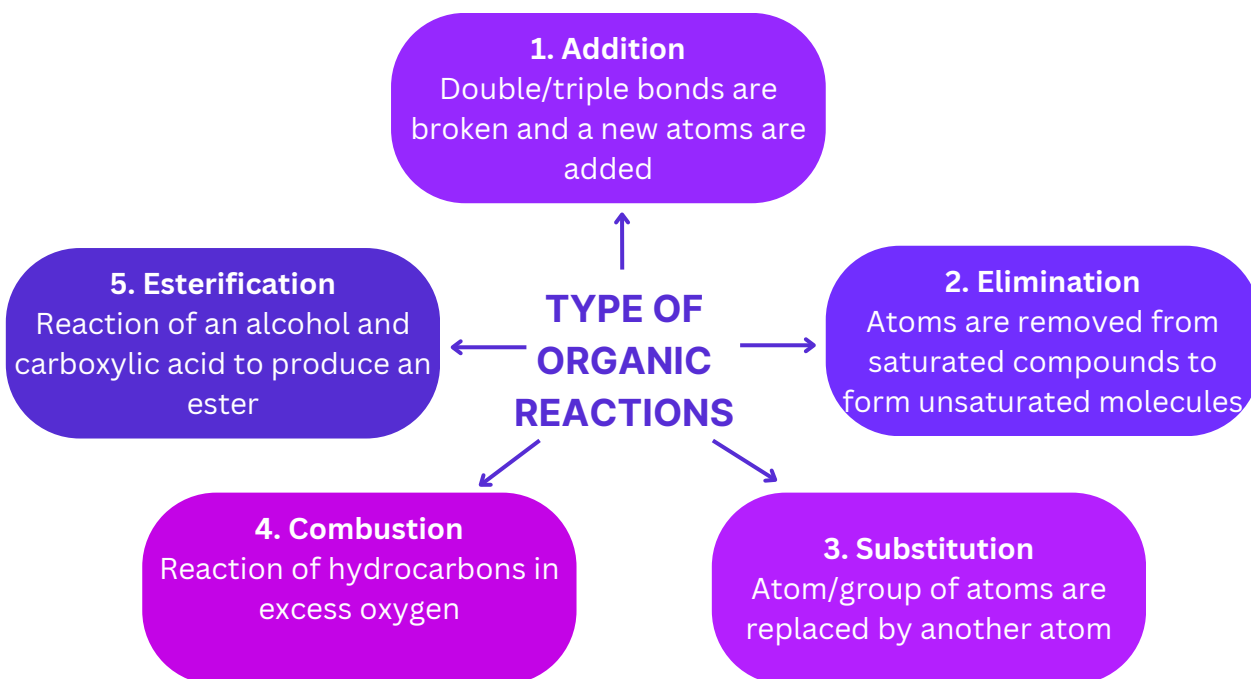 1. Addition
Double/triple bonds are
broken and a new atoms are
added
TYPE OF
ORGANIC
REACTIONS
2. Elimination
Atoms are removed from
saturated compounds to
form unsaturated molecules
3. Substitution
Atom/group of atoms are
replaced by another atom
4. Combustion
Reaction of hydrocarbons in
excess oxygen
5. Esterification
Reaction of an alcohol and
carboxylic acid to produce an
ester